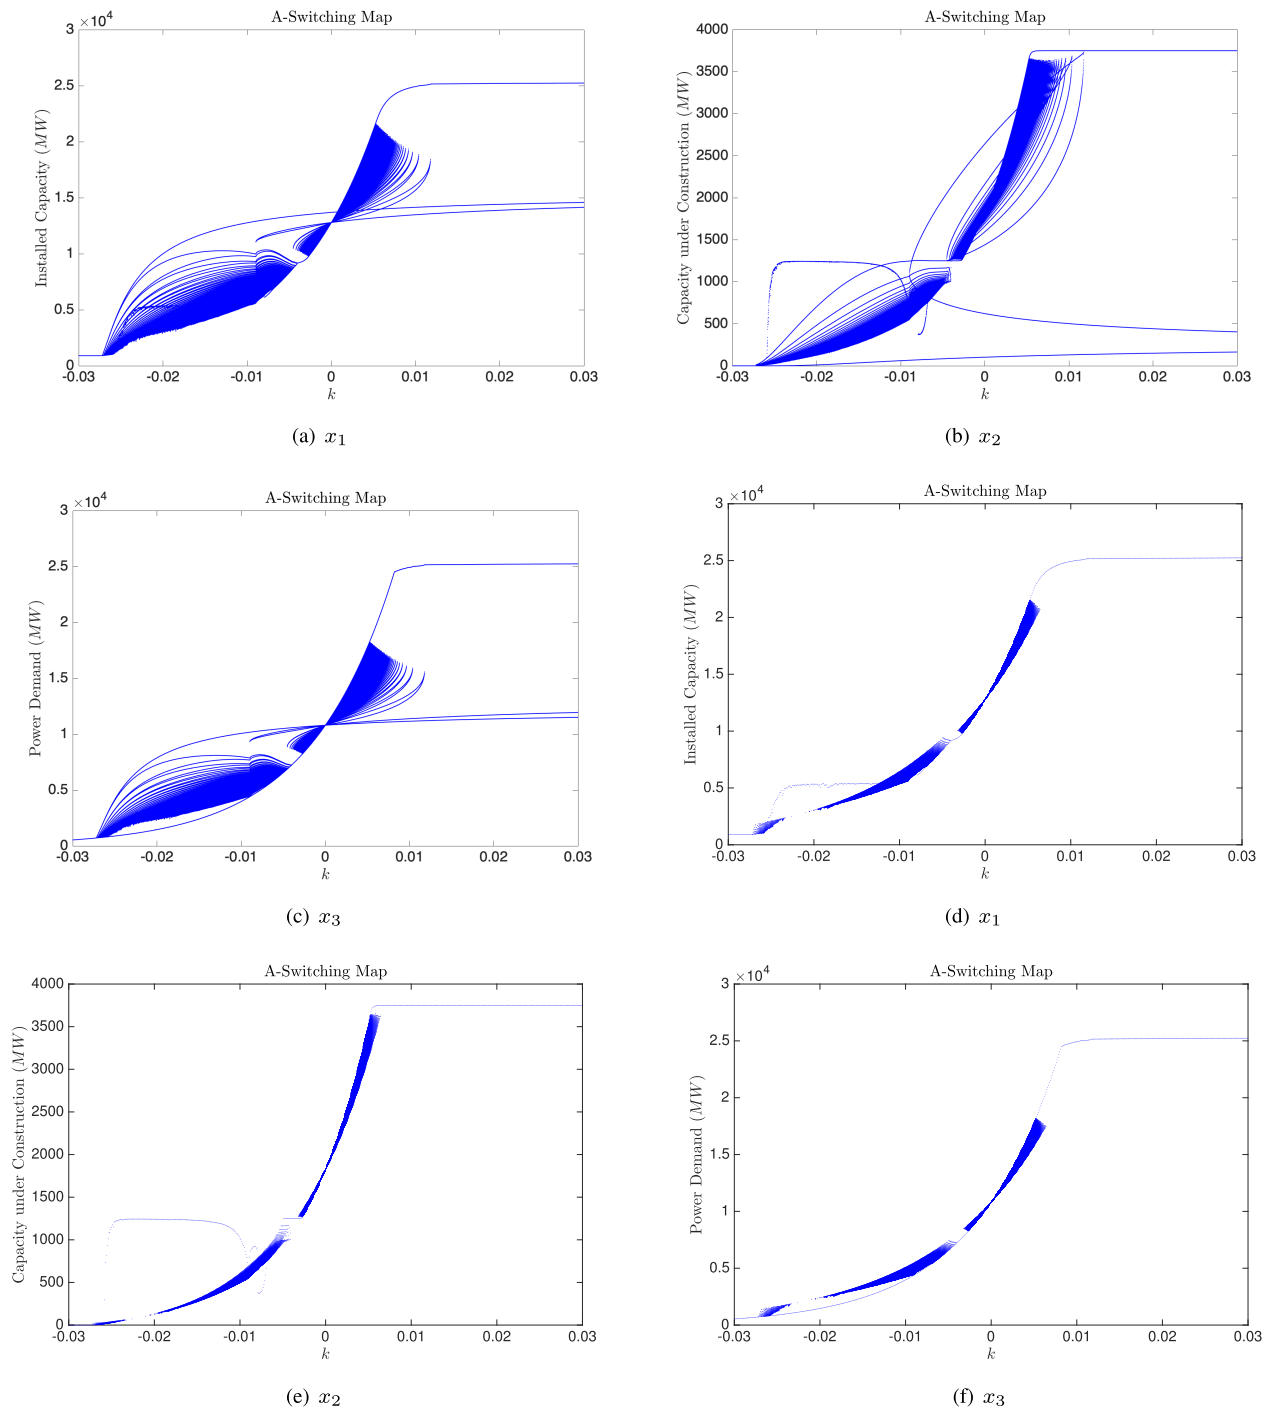 A-Switching Map
×10⁴
3
2.5
2
1.5
1
0.5
0
Installed Capacity (MW)
-0.03 -0.02 -0.01 0 0.01 0.02 0.03
k
(a) x₁
A-Switching Map
4000
3500
3000
2500
2000
1500
1000
500
0
Capacity under Construction (MW)
-0.03 -0.02 -0.01 0 0.01 0.02 0.03
k
(b) x₂
A-Switching Map
×10⁴
3
2.5
2
1.5
1
0.5
0
Power Demand (MW)
-0.03 -0.02 -0.01 0 0.01 0.02 0.03
k
(c) x₃
A-Switching Map
×10⁴
3
2.5
2
1.5
1
0.5
0
Installed Capacity (MW)
-0.03 -0.02 -0.01 0 0.01 0.02 0.03
k
(d) x₁
A-Switching Map
4000
3500
3000
2500
2000
1500
1000
500
0
Capacity under Construction (MW)
-0.03 -0.02 -0.01 0 0.01 0.02 0.03
k
(e) x₂
A-Switching Map
×10⁴
3
2.5
2
1.5
1
0.5
0
Power Demand (MW)
-0.03 -0.02 -0.01 0 0.01 0.02 0.03
k
(f) x₃